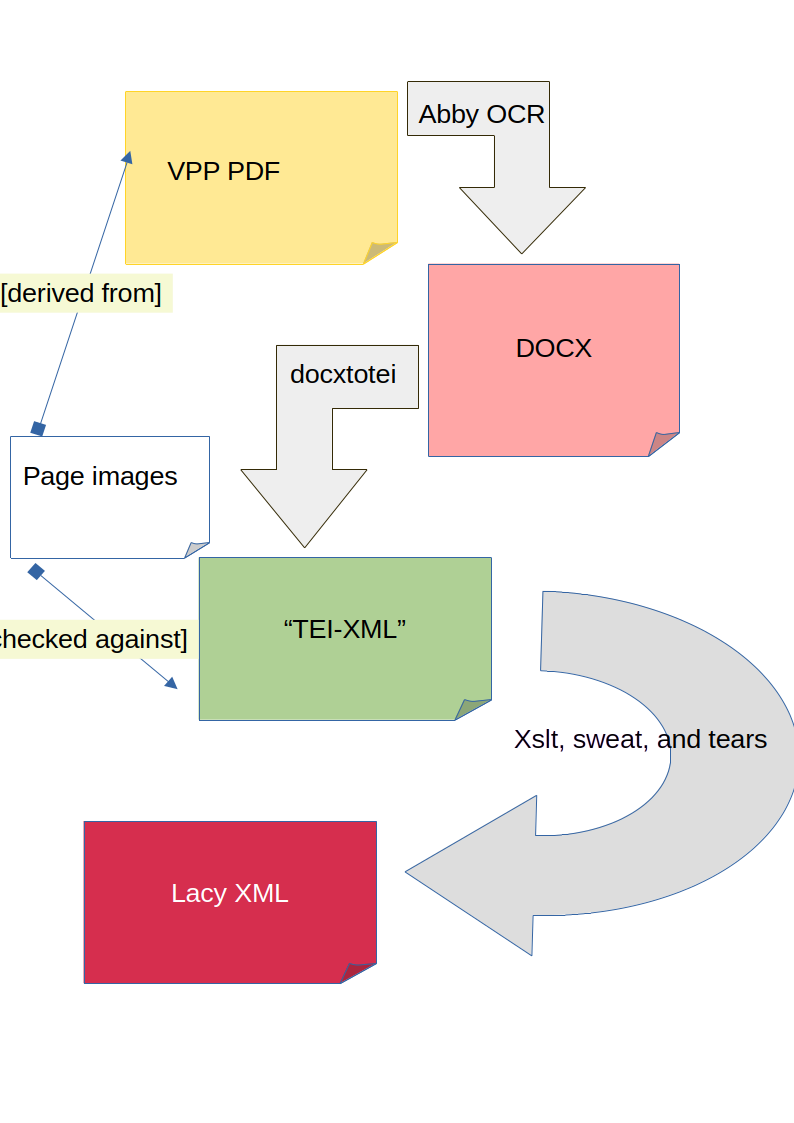 Abby OCR
VPP PDF
[derived from]
DOCX
docxtotei
Page images
“TEI-XML”
checked against]
Xslt, sweat, and tears
Lacy XML